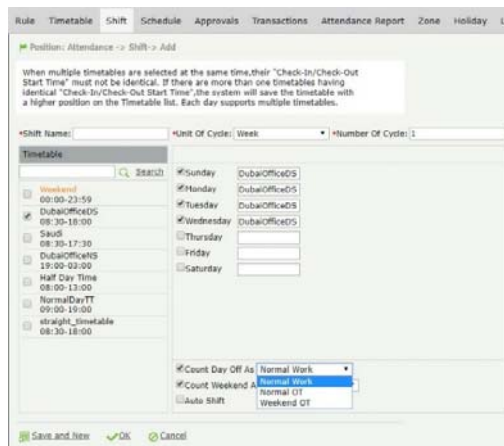 Rule Timetable Shift Schedule Approvals Transactions Attendance Report Zone Holiday
Position: Attendance -> Shift-> Add
When multiple timetables are selected at the same time,their "Check-In/Check-Out
Start Time" must not be identical. If there are more than one timetables having
identical "Check-In/Check-Out Start Time",the system will save the timetable with
a higher position on the Timetable list. Each day supports multiple timetables.
*Shift Name: *Unit Of Cycle: Week *Number Of Cycle: 1
Timetable
Search
Weekend
00:00-23:59
DubaiOfficeDS
08:30-18:00
Saudi
08:30-17:30
DubaiOfficeNS
19:00-03:00
Half Day Time
08:00-13:00
NormalDayTT
09:00-19:00
straight_timetable
08:30-18:00
Sunday DubaiOfficeDS
Monday DubaiOfficeDS
Tuesday DubaiOfficeDS
Wednesday DubaiOfficeDS
Thursday
Friday
Saturday
Count Day Off As Normal Work
Count Weekend A
Normal Work
Normal OT
Weekend OT
Auto Shift
Save and New OK Cancel